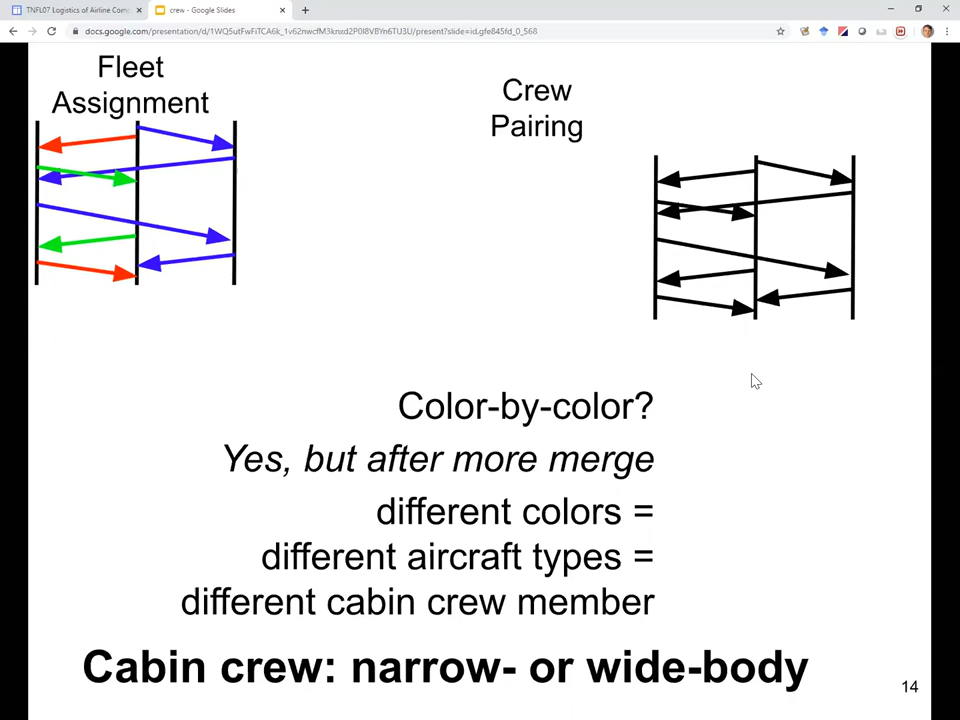 TNFL07 Logistics of Airline Comp
crew - Google Slides
docs.google.com/presentation/d/1WQ5utFwFiTCA6k_1v62nwcfM3knxd2P0I8VBYn6TU3U/present?slide=id.gfe845fd_0_568
Fleet
Assignment
Crew
Pairing
Color-by-color?
Yes, but after more merge
different colors =
different aircraft types =
different cabin crew member
Cabin crew: narrow- or wide-body
14